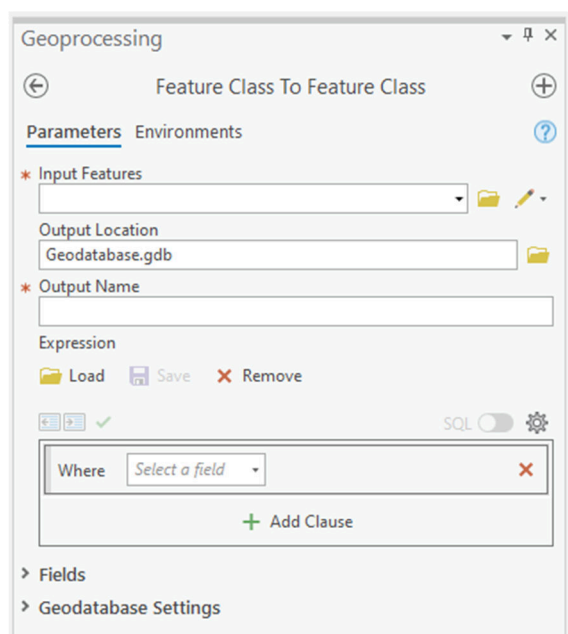 Geoprocessing
Feature Class To Feature Class
Parameters Environments
* Input Features
Output Location
Geodatabase.gdb
* Output Name
Expression
Load Save Remove
SQL
Where Select a field
Add Clause
Fields
Geodatabase Settings